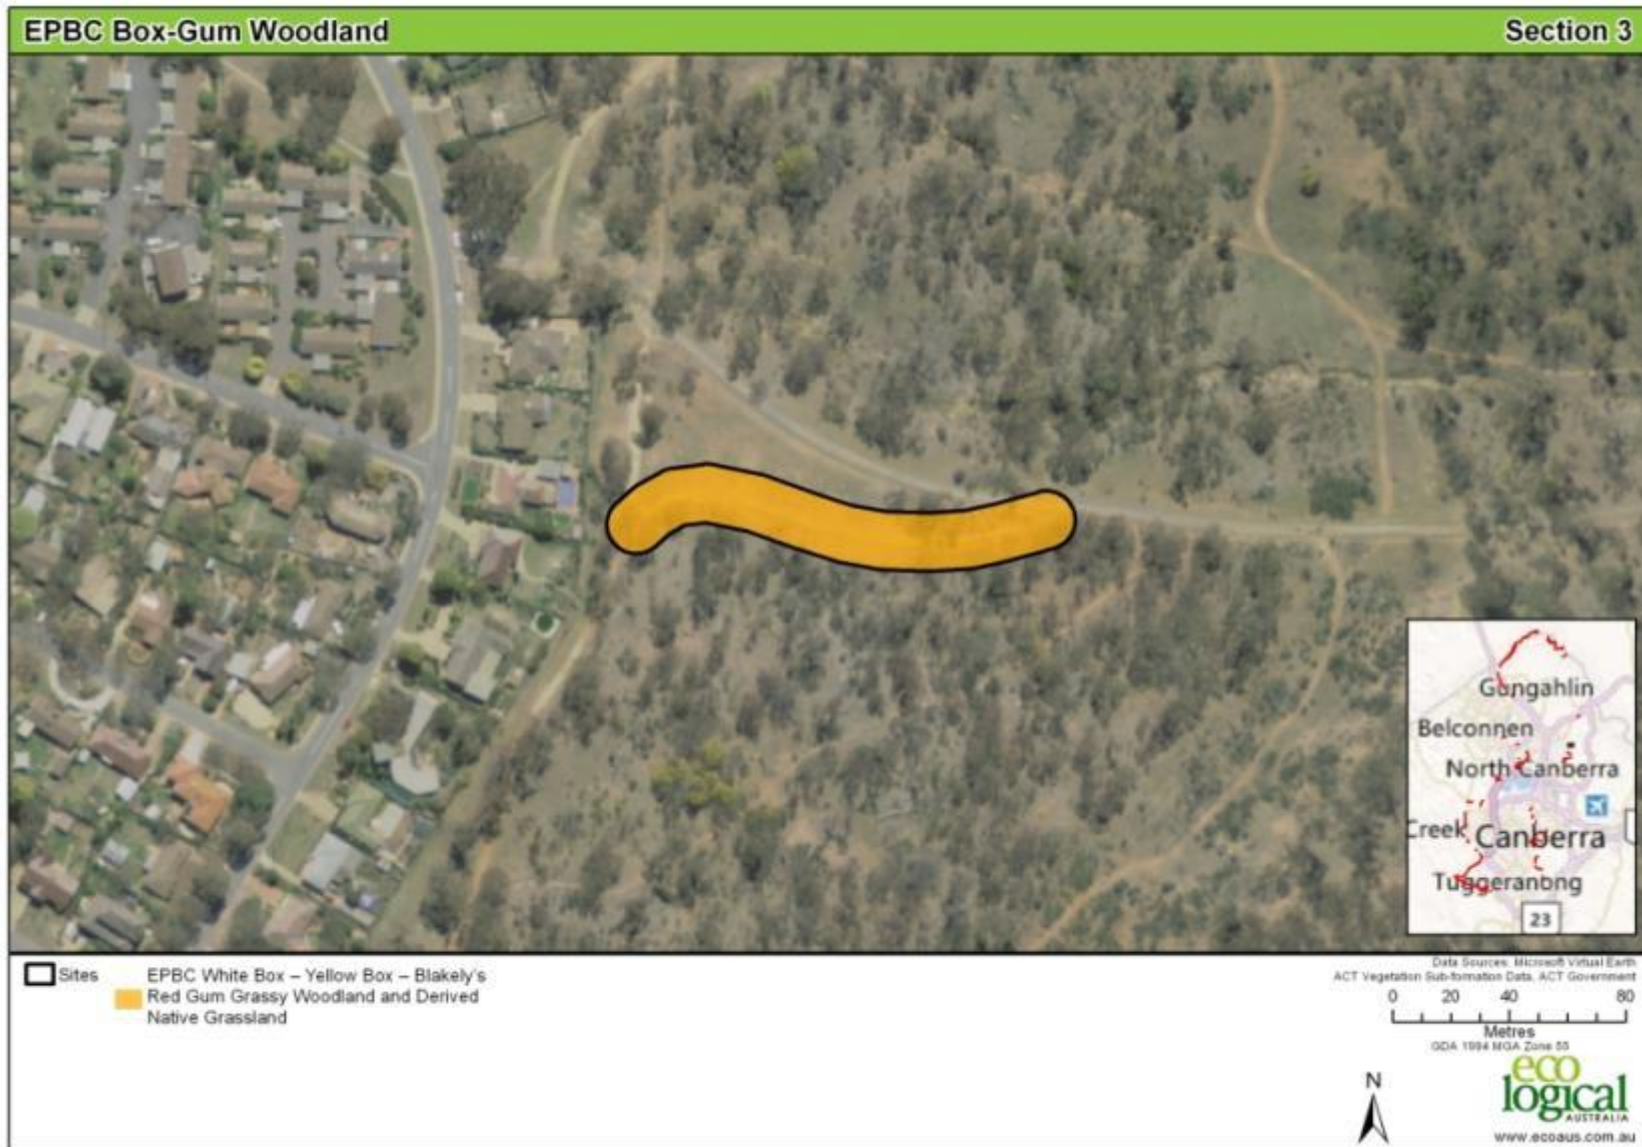 EPBC Box-Gum Woodland
Section 3
Gungahlin
Belconnen
North Canberra
Creek
Canberra
Tuggeranong
23
Sites
EPBC White Box – Yellow Box – Blakely's
Red Gum Grassy Woodland and Derived
Native Grassland
Data Sources: Microsoft Virtual Earth
ACT Vegetation Sub-formation Data, ACT Government
0 20 40 80
Metres
GDA 1994 MGA Zone 55
N
eco
logical
AUSTRALIA
www.ecoaus.com.au